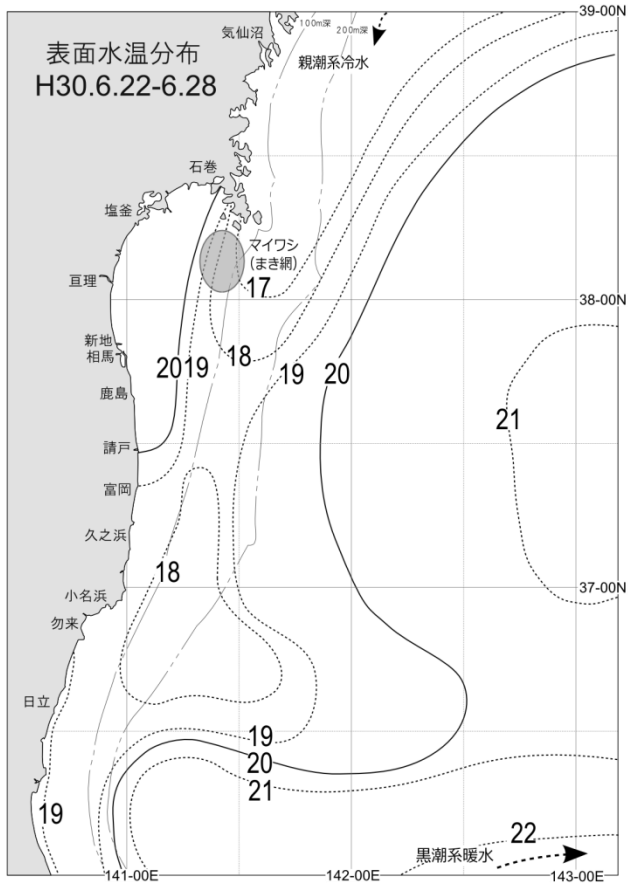 39-00N
気仙沼
100m深
200m深
表面水温分布
H30.6.22-6.28
親潮系冷水
石巻
塩釜
マイワシ
(まき網)
亘理
17
38-00N
新地
相馬
18
20
19
19
20
鹿島
21
請戸
富岡
久之浜
18
37-00N
小名浜
勿来
日立
19
20
21
19
22
黒潮系暖水
141-00E
142-00E
143-00E